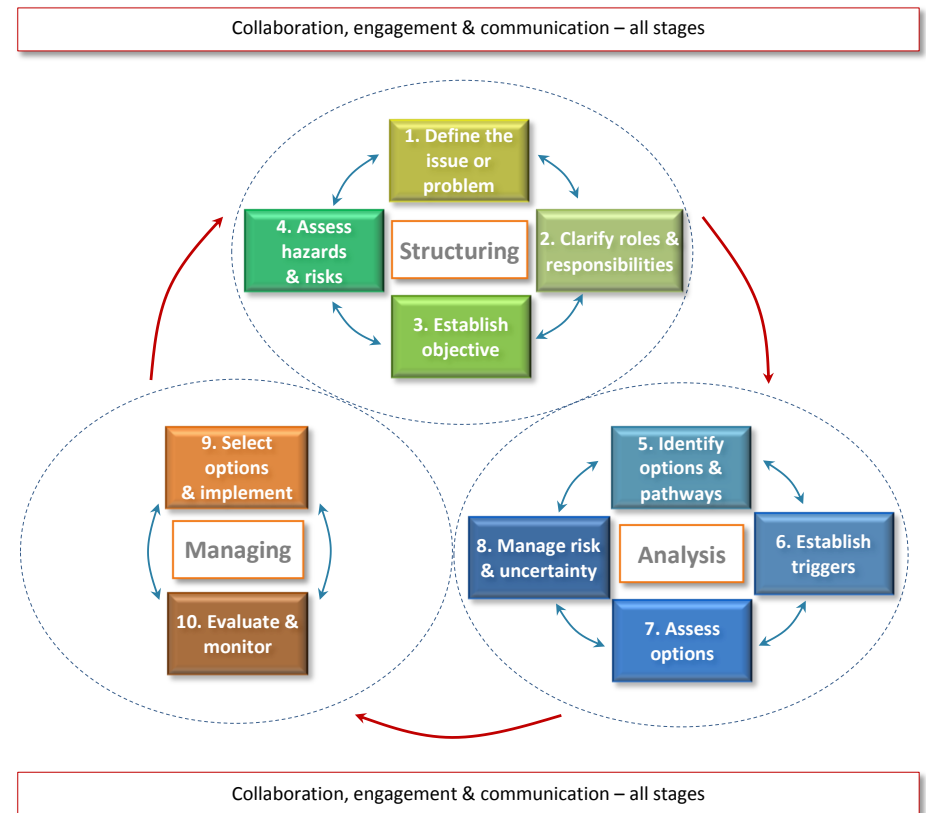 Collaboration, engagement & communication – all stages
1. Define the
issue or
problem
4. Assess
hazards
& risks
Structuring
2. Clarify roles &
responsibilities
3. Establish
objective
9. Select
options
& implement
Managing
10. Evaluate &
monitor
5. Identify
options &
pathways
8. Manage risk
& uncertainty
Analysis
6. Establish
triggers
7. Assess
options
Collaboration, engagement & communication – all stages